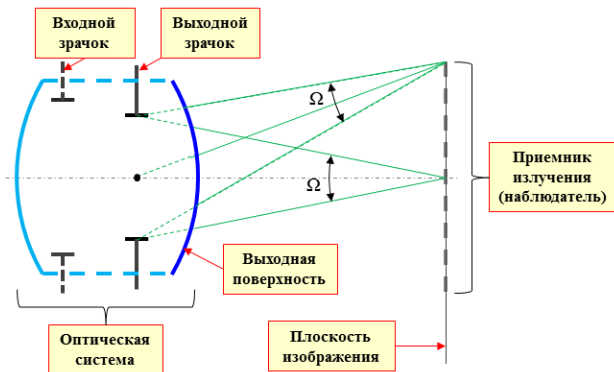 Входной
зрачок
Выходной
зрачок
Ω
Ω
Приемник
излучения
(наблюдатель)
Выходная
поверхность
Оптическая
система
Плоскость
изображения